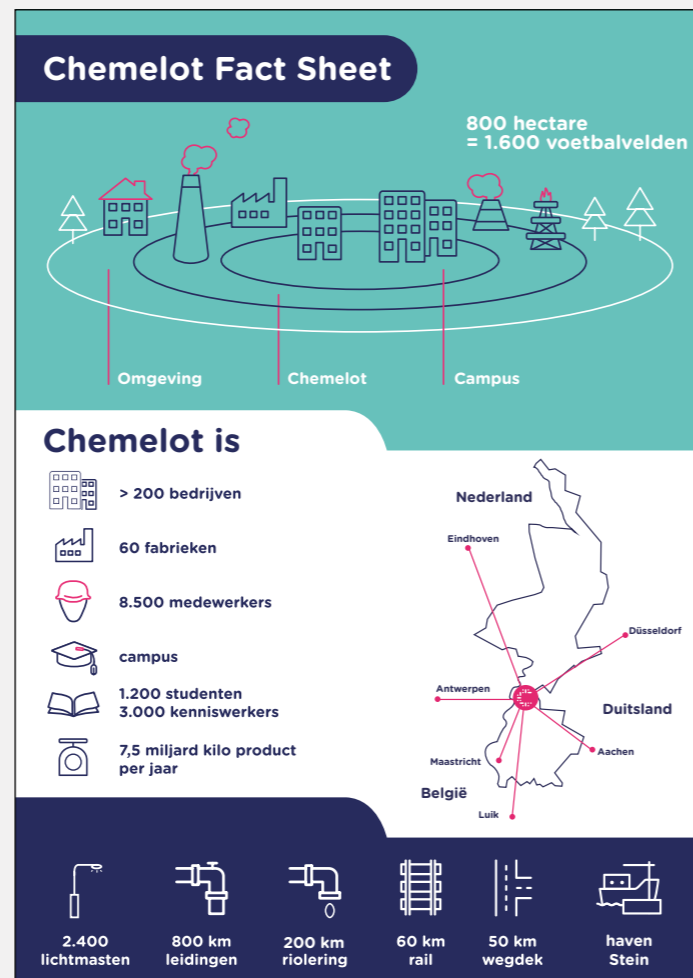 Chemelot Fact Sheet
800 hectare
= 1.600 voetbalvelden
Omgeving
Chemelot
Campus
Chemelot is
> 200 bedrijven
60 fabrieken
8.500 medewerkers
campus
1.200 studenten
3.000 kenniswerkers
7,5 miljard kilo product
per jaar
Nederland
Eindhoven
Düsseldorf
Antwerpen
Duitsland
Aachen
Maastricht
België
Luik
2.400
lichtmasten
800 km
leidingen
200 km
riolering
60 km
rail
50 km
wegdek
haven
Stein